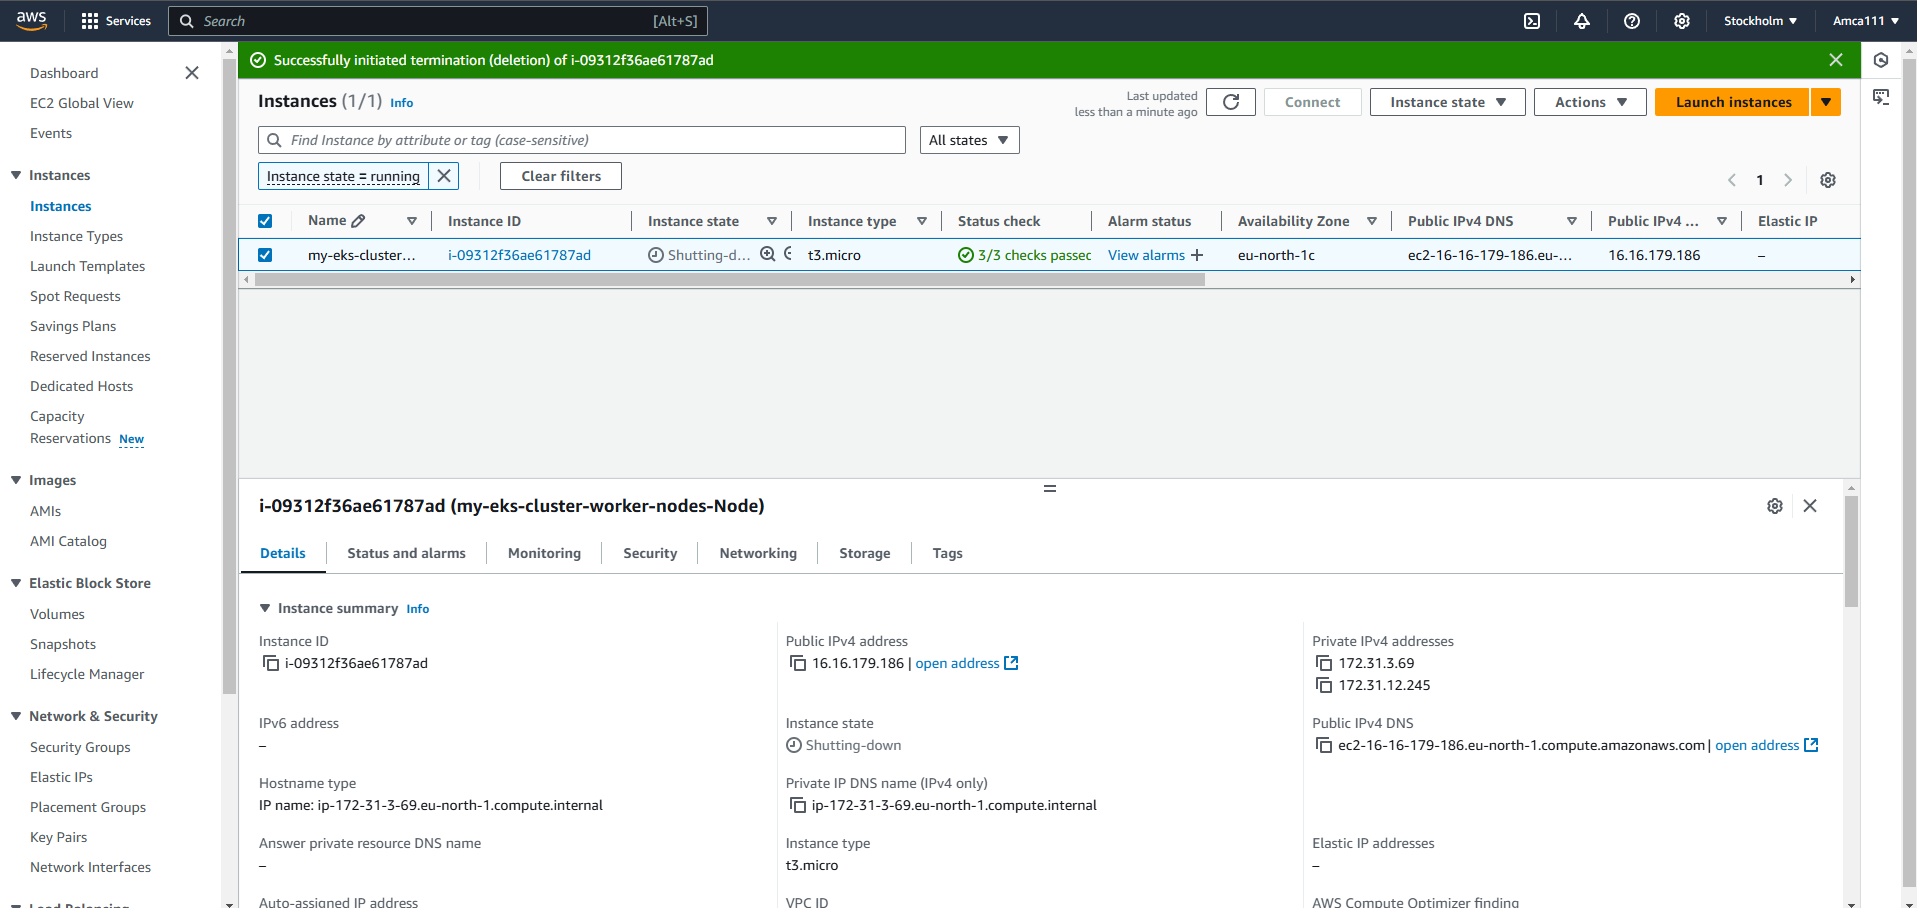 aws
Services
Search
[Alt+S]
Stockholm
Amca111
Dashboard
EC2 Global View
Events
Instances
Instances
Instance Types
Launch Templates
Spot Requests
Savings Plans
Reserved Instances
Dedicated Hosts
Capacity
Reservations New
Images
AMIs
AMI Catalog
Elastic Block Store
Volumes
Snapshots
Lifecycle Manager
Network & Security
Security Groups
Elastic IPs
Placement Groups
Key Pairs
Network Interfaces
Load Balancing
Successfully initiated termination (deletion) of i-09312f36ae61787ad
Instances (1/1) Info
Last updated
less than a minute ago
Connect
Instance state
Actions
Launch instances
Find Instance by attribute or tag (case-sensitive)
All states
Instance state = running
Clear filters
1
Name Instance ID Instance state Instance type Status check Alarm status Availability Zone Public IPv4 DNS Public IPv4 ... Elastic IP
my-eks-cluster... i-09312f36ae61787ad Shutting-d... t3.micro 3/3 checks passec View alarms + eu-north-1c ec2-16-16-179-186.eu-... 16.16.179.186 –
i-09312f36ae61787ad (my-eks-cluster-worker-nodes-Node)
Details Status and alarms Monitoring Security Networking Storage Tags
Instance summary Info
Instance ID
i-09312f36ae61787ad
Public IPv4 address
16.16.179.186 | open address
Private IPv4 addresses
172.31.3.69
172.31.12.245
IPv6 address
–
Instance state
Shutting-down
Public IPv4 DNS
ec2-16-16-179-186.eu-north-1.compute.amazonaws.com | open address
Hostname type
IP name: ip-172-31-3-69.eu-north-1.compute.internal
Private IP DNS name (IPv4 only)
ip-172-31-3-69.eu-north-1.compute.internal
Answer private resource DNS name
–
Instance type
t3.micro
Elastic IP addresses
–
Auto-assigned IP address
VPC ID
AWS Compute Optimizer finding